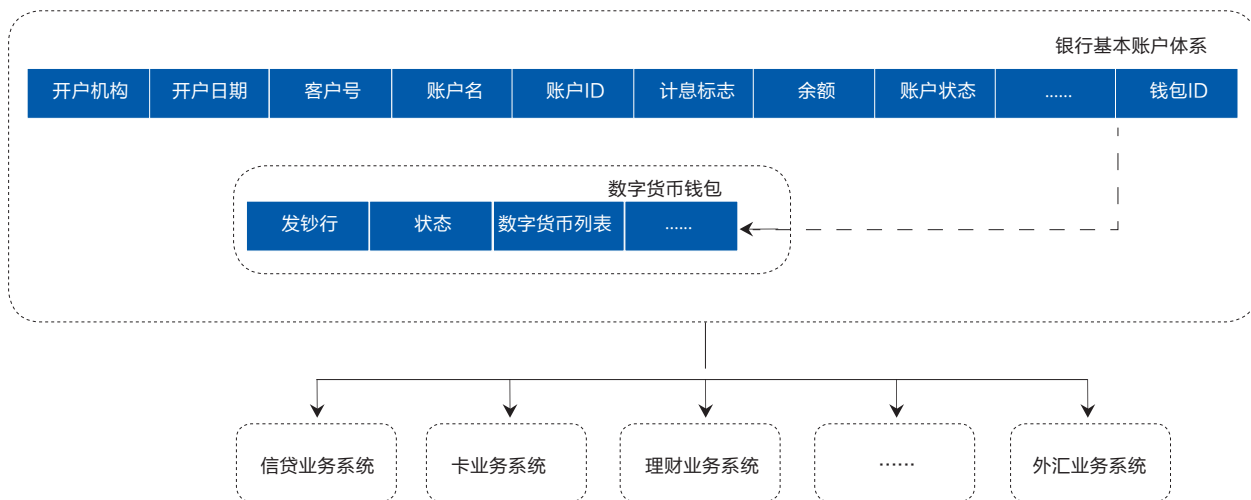 银行基本账户体系
开户机构 开户日期 客户号 账户名 账户ID 计息标志 余额 账户状态 ...... 钱包ID
数字货币钱包
发钞行 状态 数字货币列表 ......
信贷业务系统 卡业务系统 理财业务系统 ...... 外汇业务系统